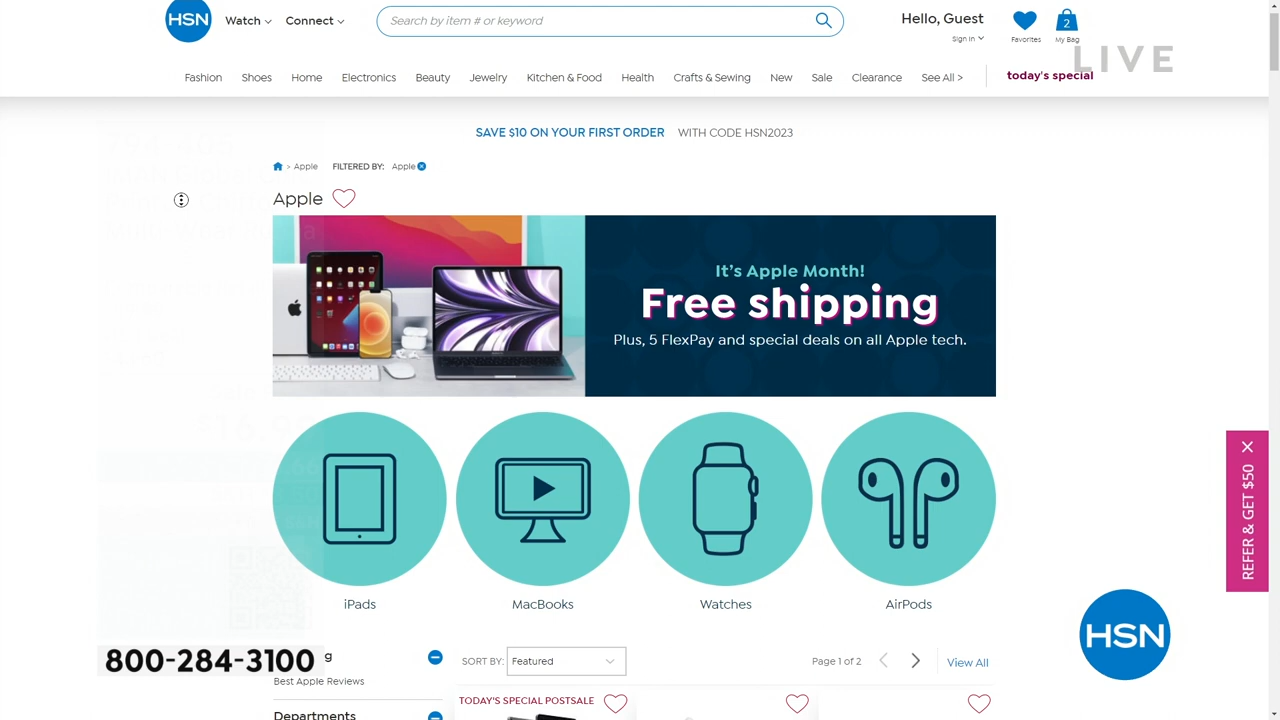 HSN
Watch
Connect
Search by item # or keyword
Hello, Guest
Sign in
Favorites
2
My Bag
LIVE
Fashion
Shoes
Home
Electronics
Beauty
Jewelry
Kitchen & Food
Health
Crafts & Sewing
New
Sale
Clearance
See All >
today's special
SAVE $10 ON YOUR FIRST ORDER WITH CODE HSN2023
> Apple FILTERED BY: Apple
Apple
It's Apple Month!
Free shipping
Plus, 5 FlexPay and special deals on all Apple tech.
iPads
MacBooks
Watches
AirPods
REFER & GET $50
HSN
800-284-3100
SORT BY: Featured
Page 1 of 2
View All
Best Apple Reviews
TODAY'S SPECIAL POSTSALE
Departments